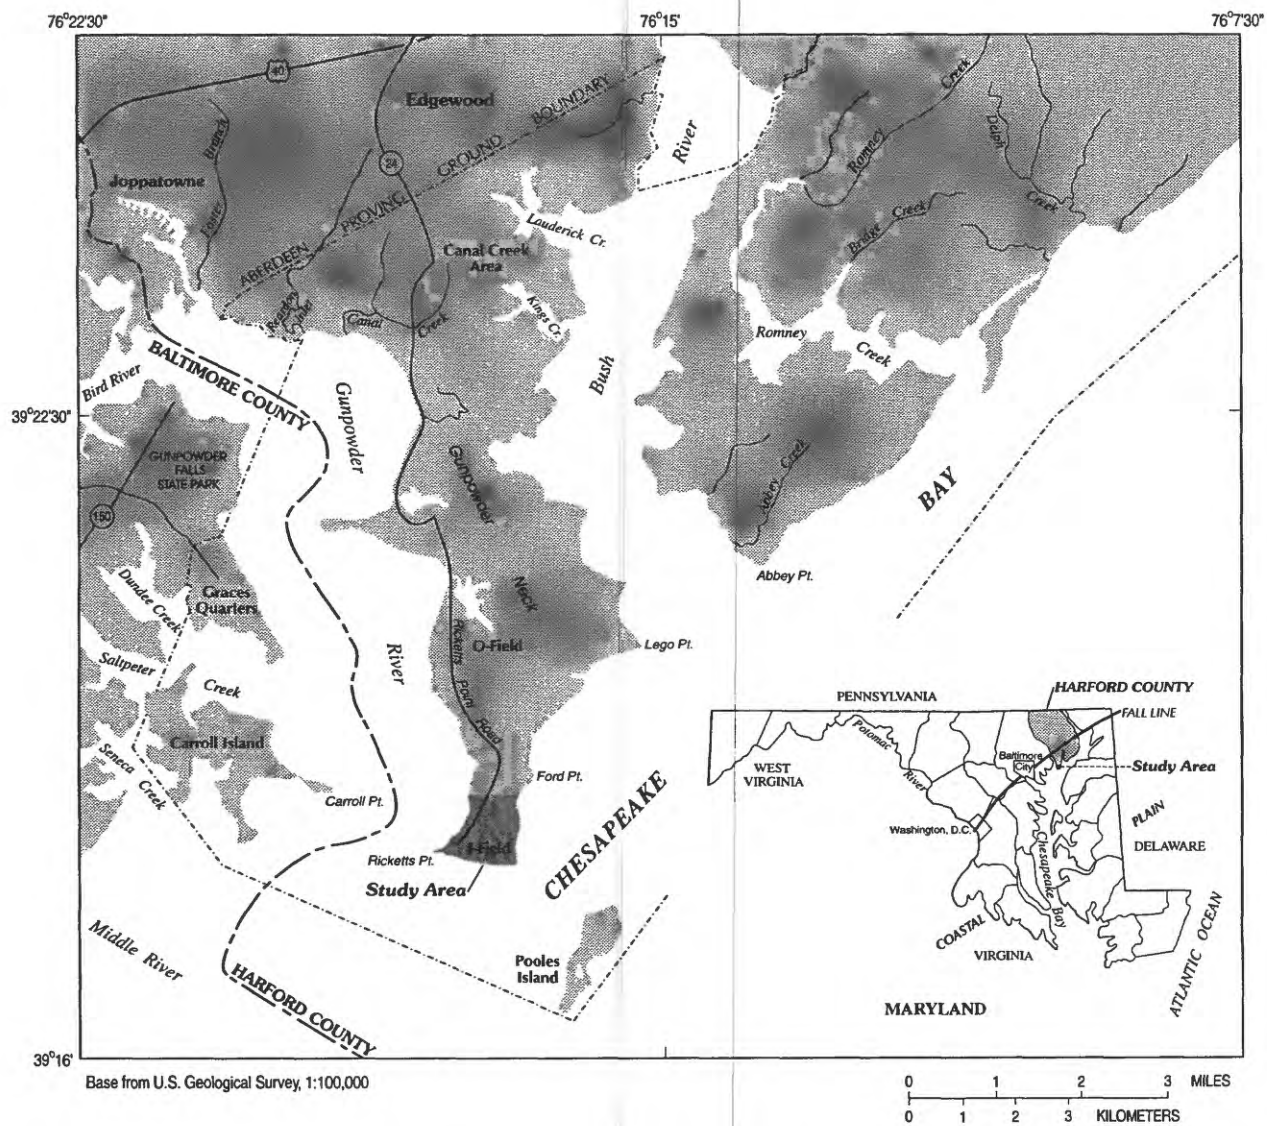 76°22'30"
76°15'
76°7'30"
40
Edgewood
ABERDEEN PROVING GROUND BOUNDARY
River
Romney
Creek
Delph
Creek
Branch
Foster
24
Joppatowne
Lauderick Cr.
Bridge Creek
Canal Creek
Area
Reardon
Inlet
Canal Creek
Kings Cr.
Romney
Creek
BALTIMORE COUNTY
Bird River
Gunpowder
Bush
39°22'30"
GUNPOWDER
FALLS
STATE PARK
Gunpowder
Abbey Creek
BAY
150
Abbey Pt.
Dundee Creek
Graces
Quarters
Neck
Ricketts Point Road
O-Field
Lego Pt.
River
Saltpeter
Creek
Carroll Island
Seneca
Creek
Ford Pt.
Carroll Pt.
J-Field
Ricketts Pt.
Study Area
CHESAPEAKE
Middle River
HARFORD COUNTY
Pooles
Island
PENNSYLVANIA
HARFORD COUNTY
FALL LINE
Potomac
River
WEST
VIRGINIA
Baltimore
City
Study Area
Washington, D.C.
PLAIN
DELAWARE
Chesapeake Bay
COASTAL
VIRGINIA
ATLANTIC OCEAN
MARYLAND
39°16'
Base from U.S. Geological Survey, 1:100,000
0 1 2 3 MILES
0 1 2 3 KILOMETERS